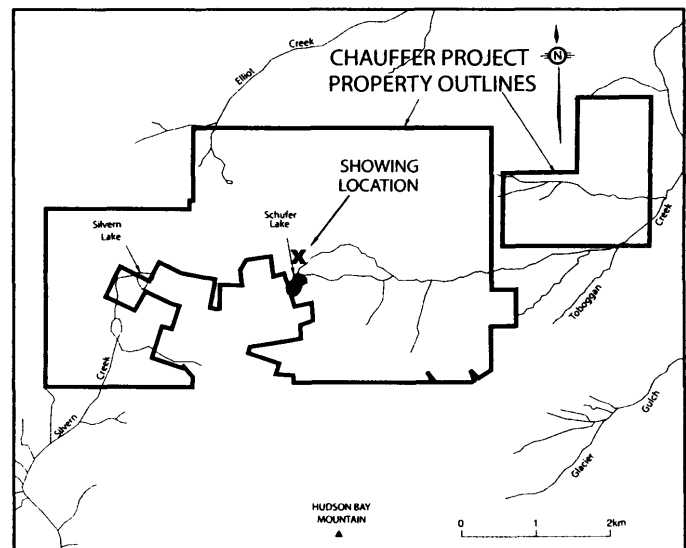 Creek
Elliot
N
CHAUFFER PROJECT
PROPERTY OUTLINES
SHOWING
LOCATION
Silvern
Lake
Schufer
Lake
X
Creek
Toboggan
Creek
Silvern
Gulch
Glacier
HUDSON BAY
MOUNTAIN
0 1 2km